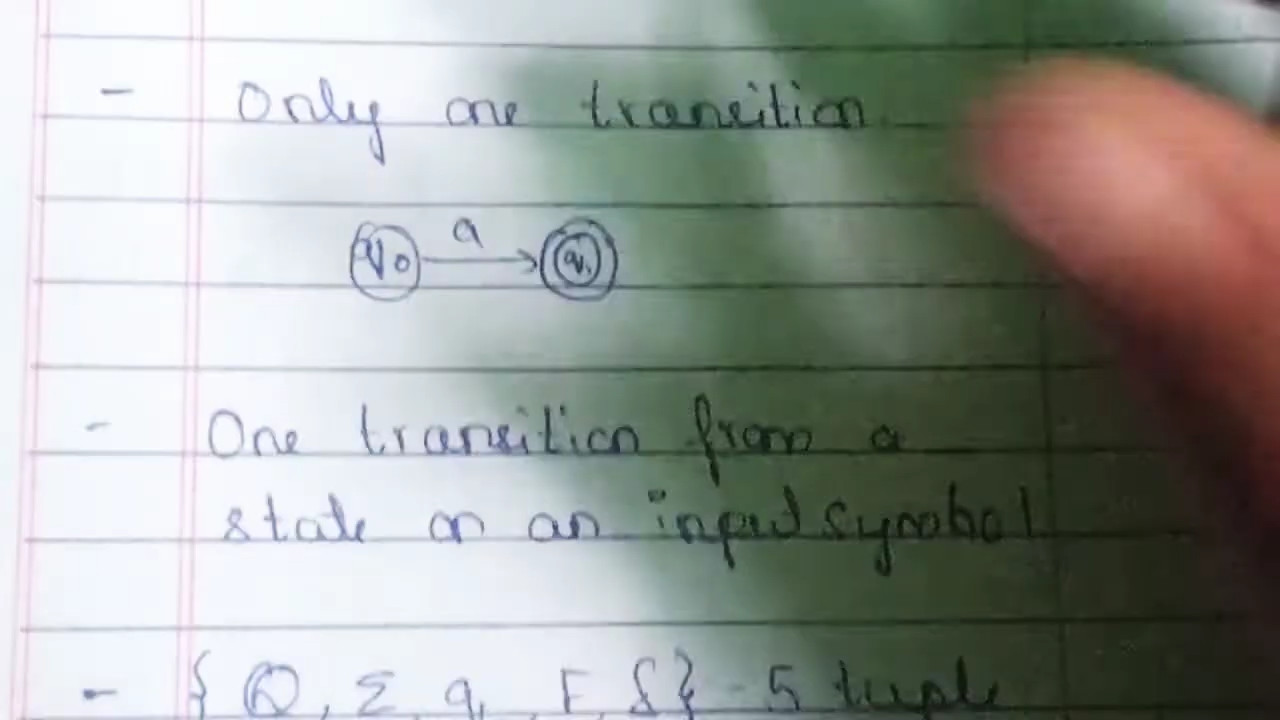 - Only one transition.
q0 a q1
- One transition from a
state on an input symbol
- { Q, Σ, q, F, δ} - 5 tuple